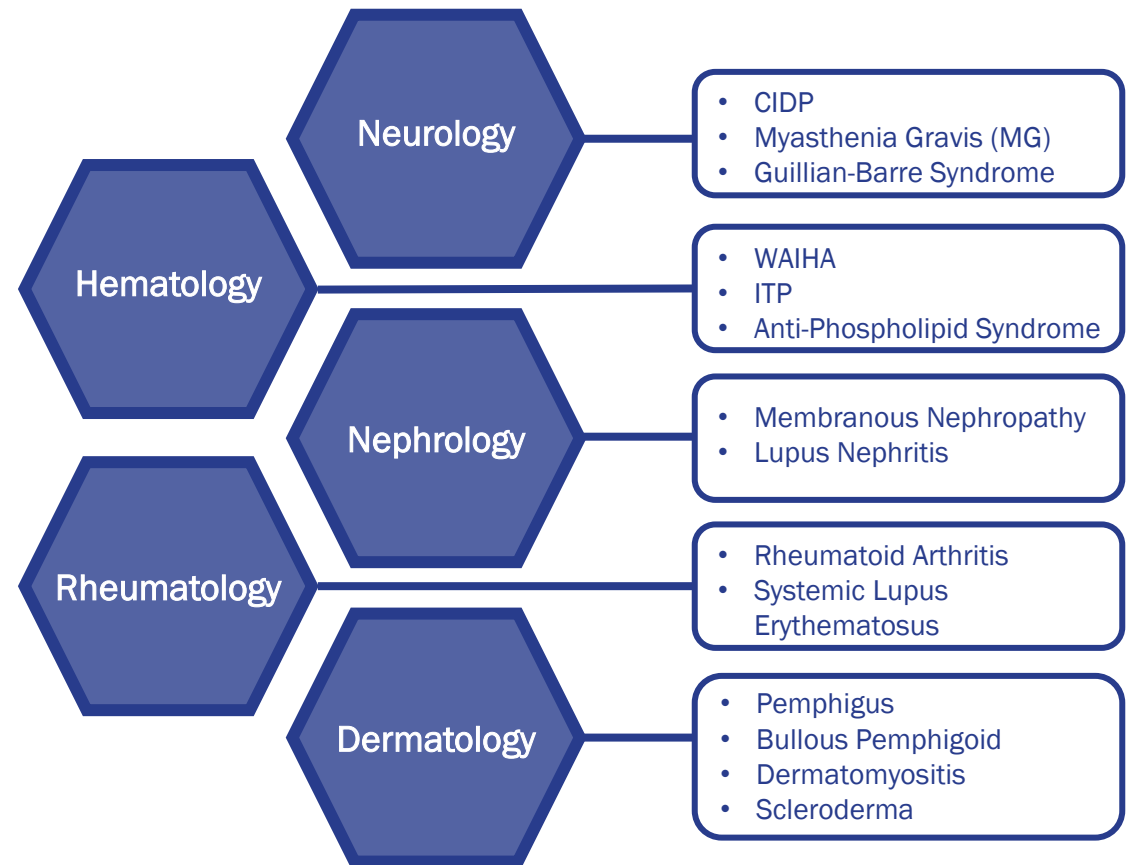 Neurology
• CIDP
• Myasthenia Gravis (MG)
• Guillian-Barre Syndrome
Hematology
• WAIHA
• ITP
• Anti-Phospholipid Syndrome
Nephrology
• Membranous Nephropathy
• Lupus Nephritis
Rheumatology
• Rheumatoid Arthritis
• Systemic Lupus
Erythematosus
Dermatology
• Pemphigus
• Bullous Pemphigoid
• Dermatomyositis
• Scleroderma